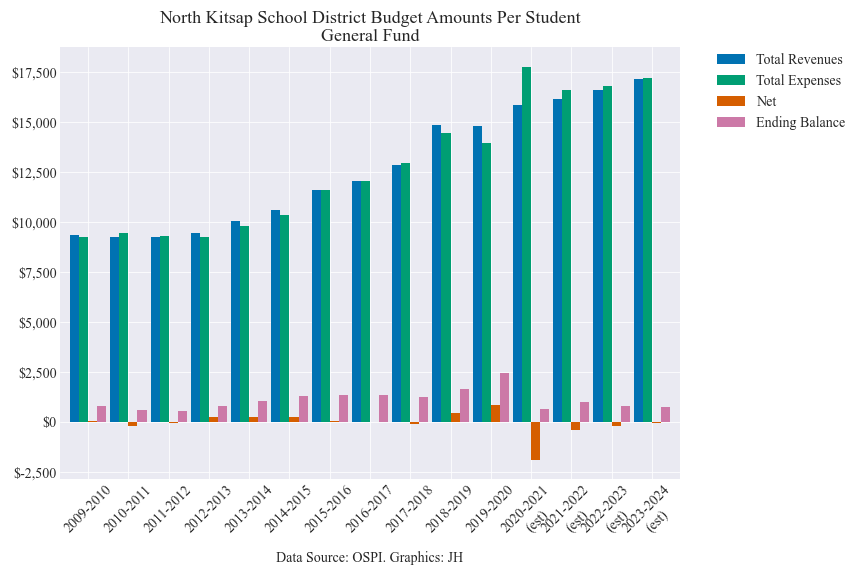 North Kitsap School District Budget Amounts Per Student
General Fund
Total Revenues
Total Expenses
Net
Ending Balance
$17,500
$15,000
$12,500
$10,000
$7,500
$5,000
$2,500
$0
$-2,500
2009-2010
2010-2011
2011-2012
2012-2013
2013-2014
2014-2015
2015-2016
2016-2017
2017-2018
2018-2019
2019-2020
2020-2021
(est)
2021-2022
(est)
2022-2023
(est)
2023-2024
(est)
Data Source: OSPI. Graphics: JH